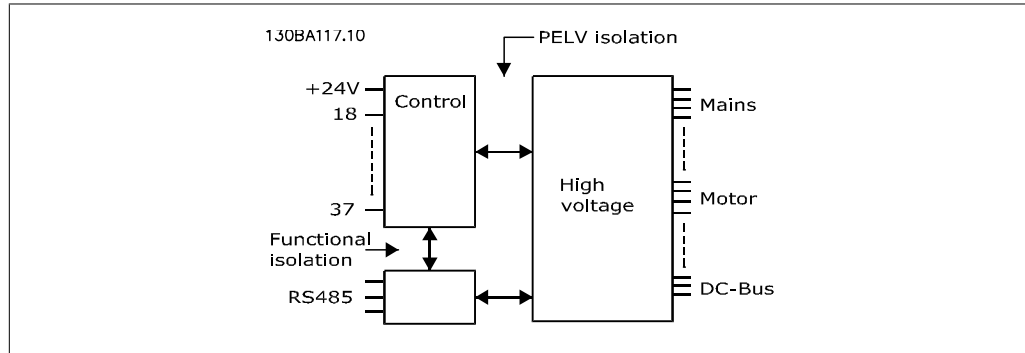 130BA117.10
PELV isolation
+24V
Control
18
Mains
High
voltage
37
Motor
Functional
isolation
RS485
DC-Bus